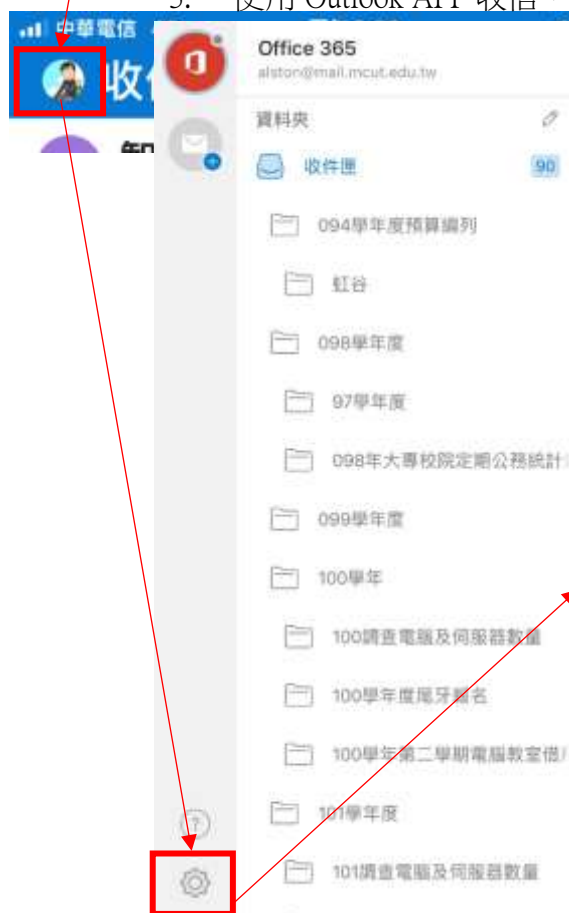 使用 Outlook APP 收信，
中華電信
收件
Office 365
alston@mail.mcut.edu.tw
資料夾
收件匣
90
094學年度預算編列
虹谷
098學年度
97學年度
098年大專校院定期公務統計
099學年度
100學年
100調查電腦及伺服器數量
100學年度尾牙報名
100學年第二學期電腦教室借
101學年度
101調查電腦及伺服器數量